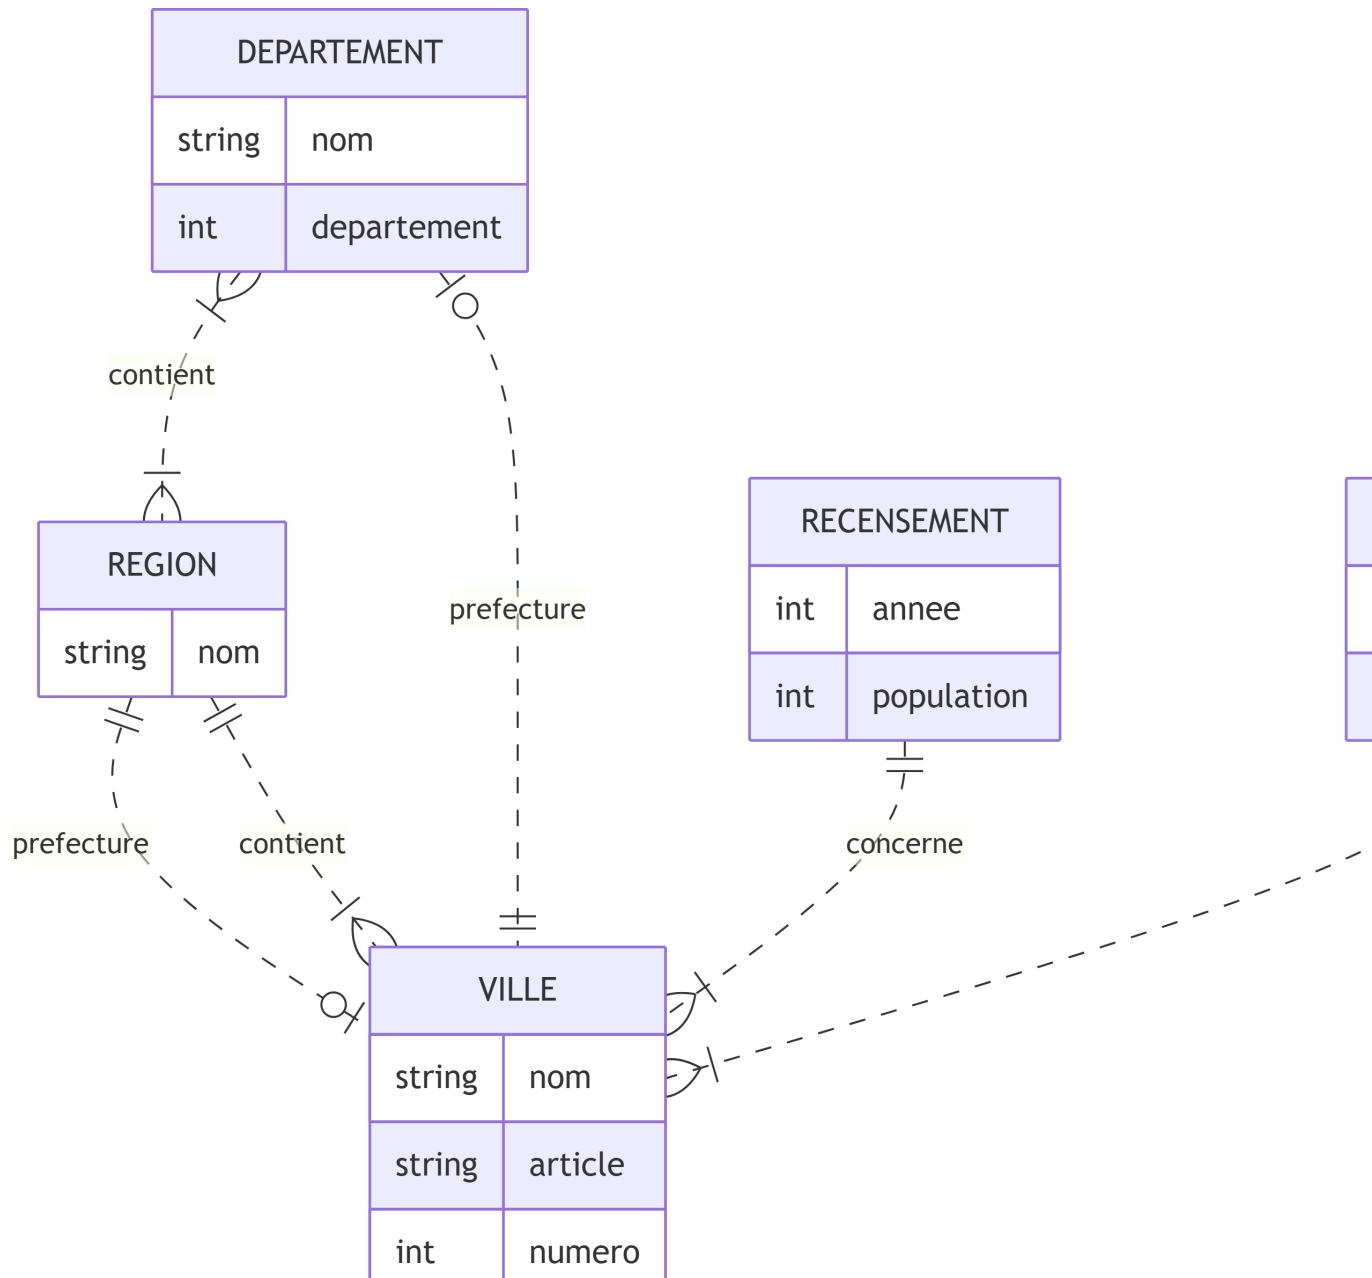 DEPARTEMENT
string nom
int departement
contient
prefecture
REGION
string nom
RECENSEMENT
int annee
int population
prefecture
contient
concerne
VILLE
string nom
string article
int numero